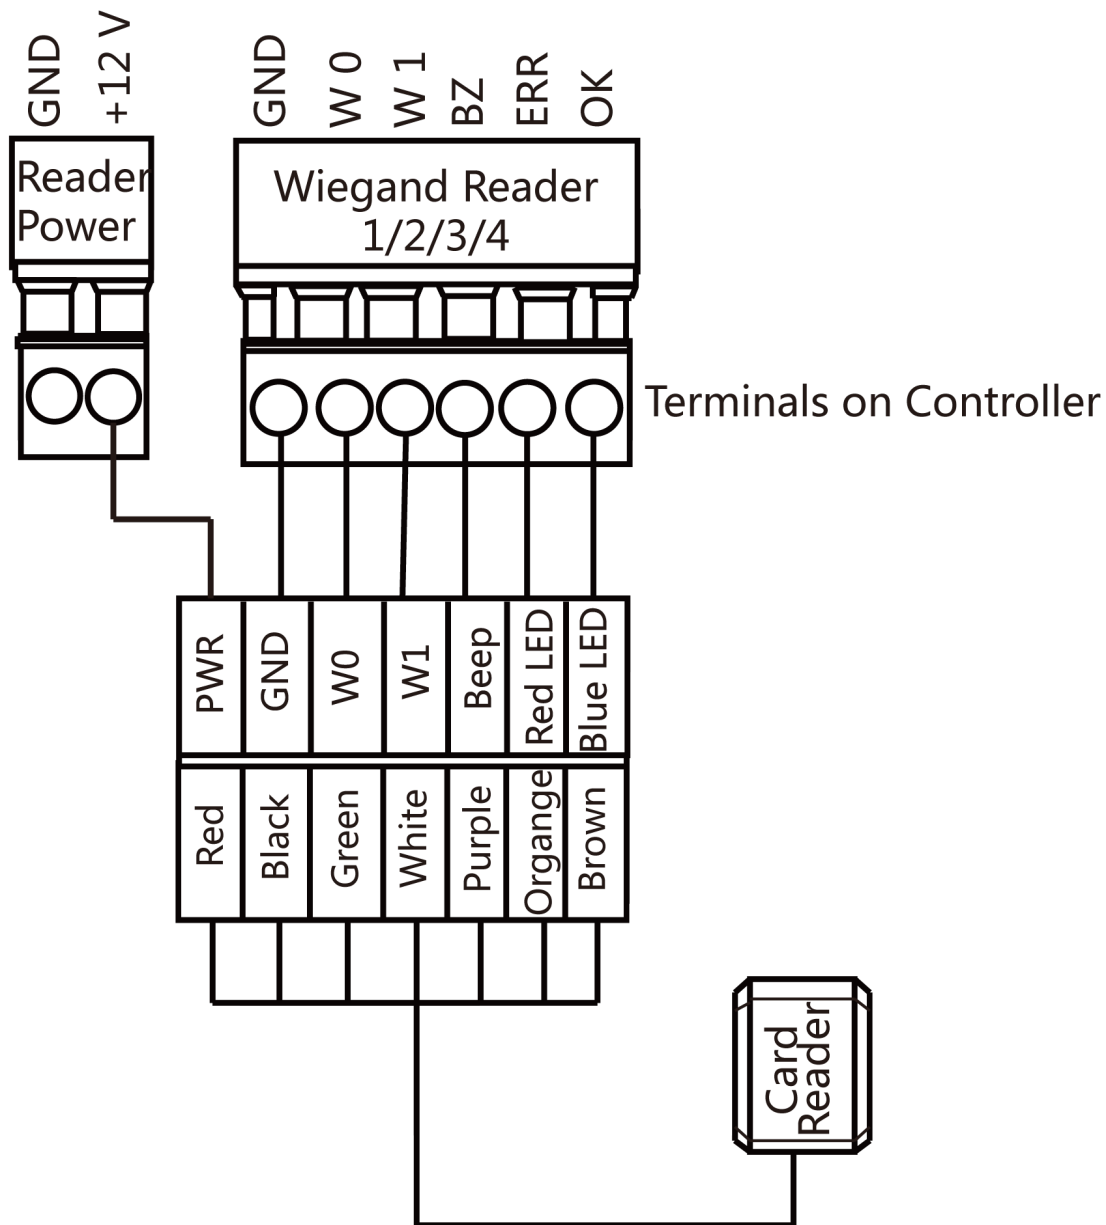 GND
+12 V
GND
W 0
W 1
BZ
ERR
OK
Reader
Power
Wiegand Reader
1/2/3/4
Terminals on Controller
PWR
GND
W0
W1
Beep
Red LED
Blue LED
Red
Black
Green
White
Purple
Organge
Brown
Card
Reader